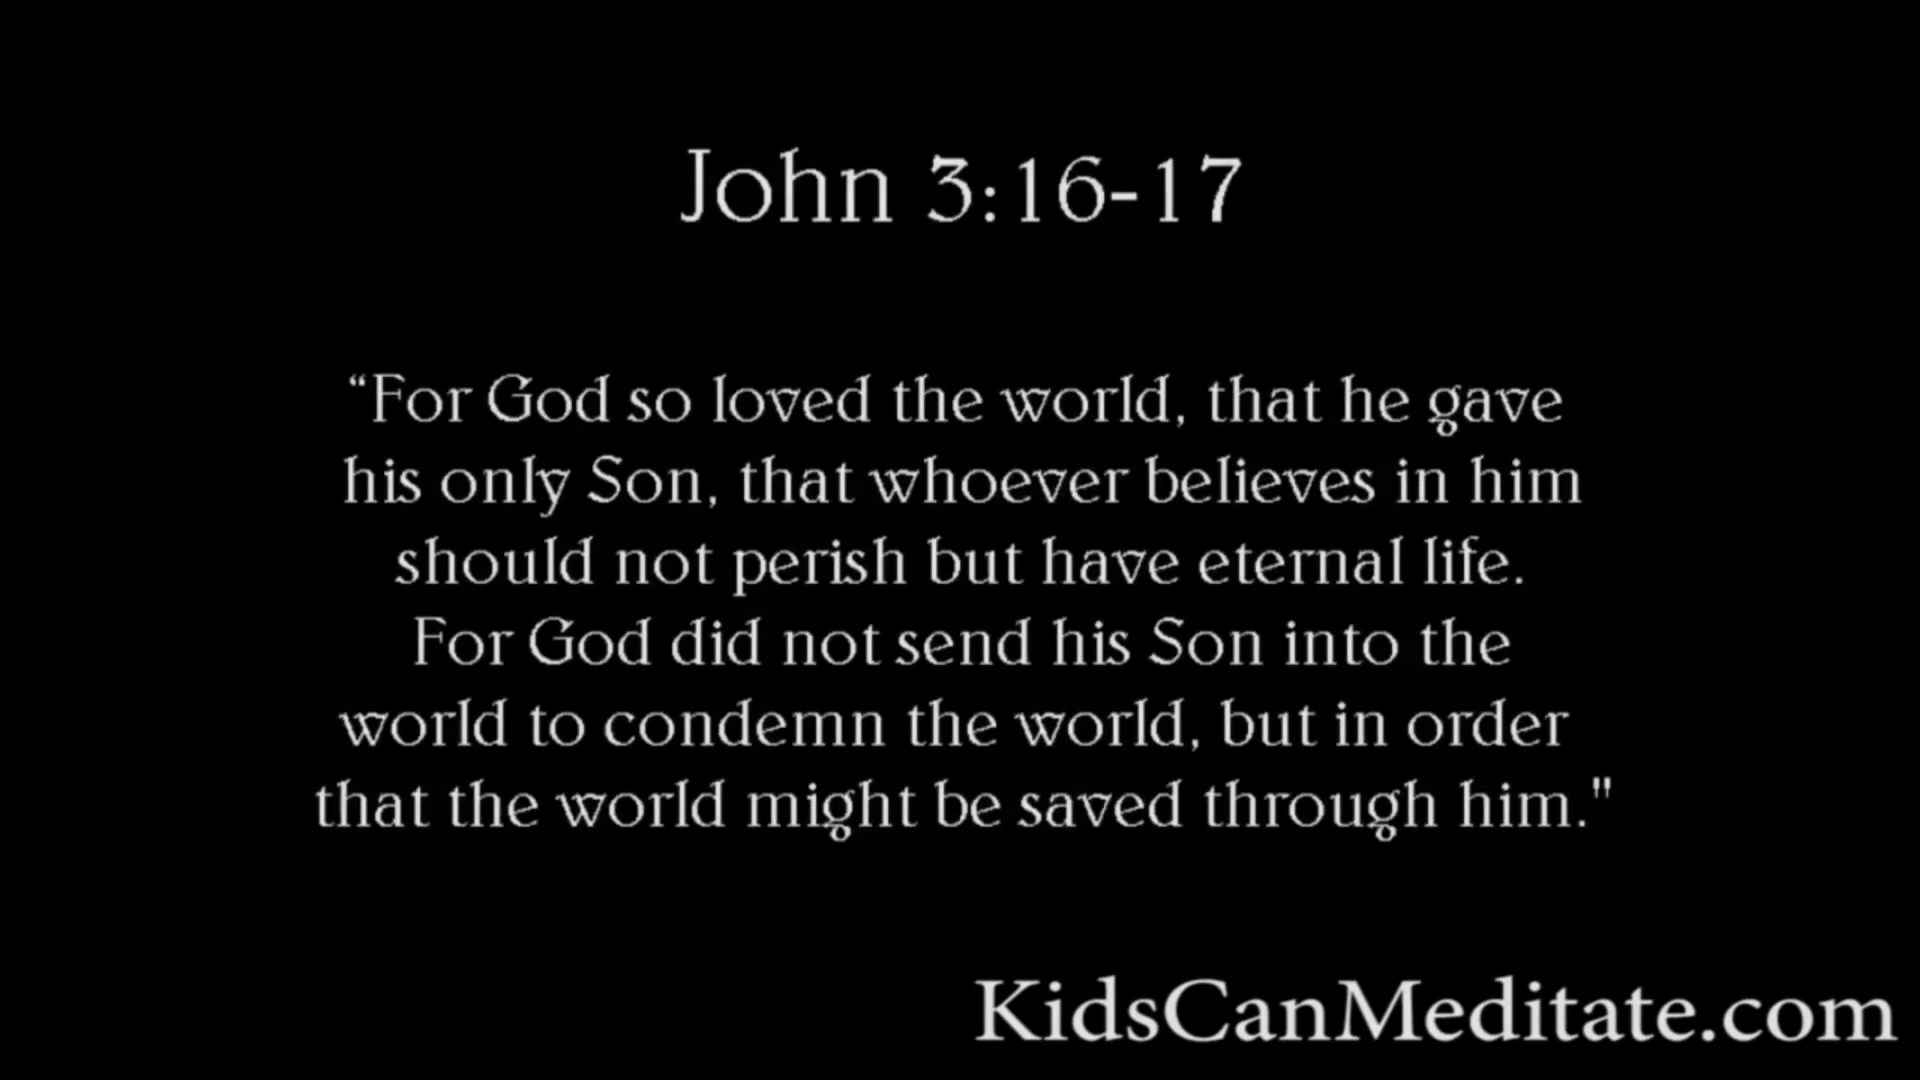 John 3:16-17
“For God so loved the world, that he gave
his only Son, that whoever believes in him
should not perish but have eternal life.
For God did not send his Son into the
world to condemn the world, but in order
that the world might be saved through him."
KidsCanMeditate.com